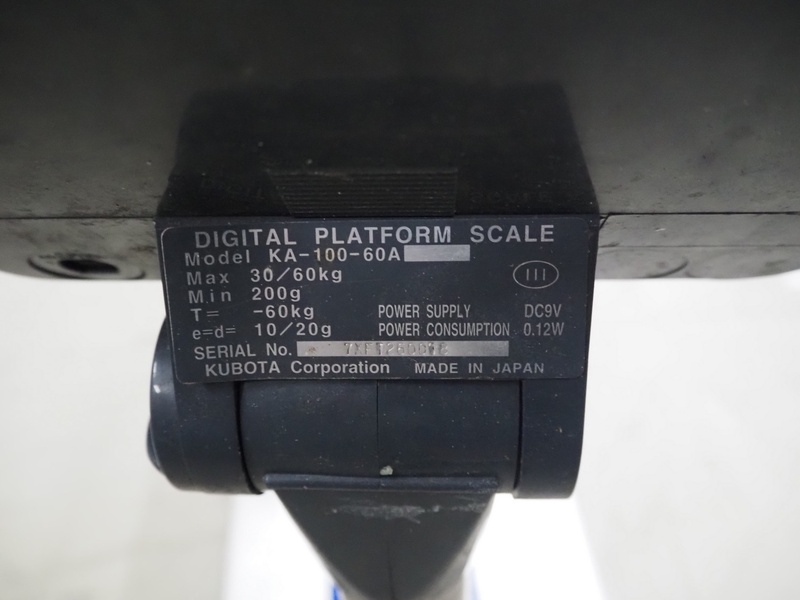 DIGITAL PLATFORM SCALE
Model KA-100-60A
Max 30/60kg
Min 200g
III
T= -60kg POWER SUPPLY DC9V
e=d= 10/20g POWER CONSUMPTION 0.12W
SERIAL No.
KUBOTA Corporation MADE IN JAPAN